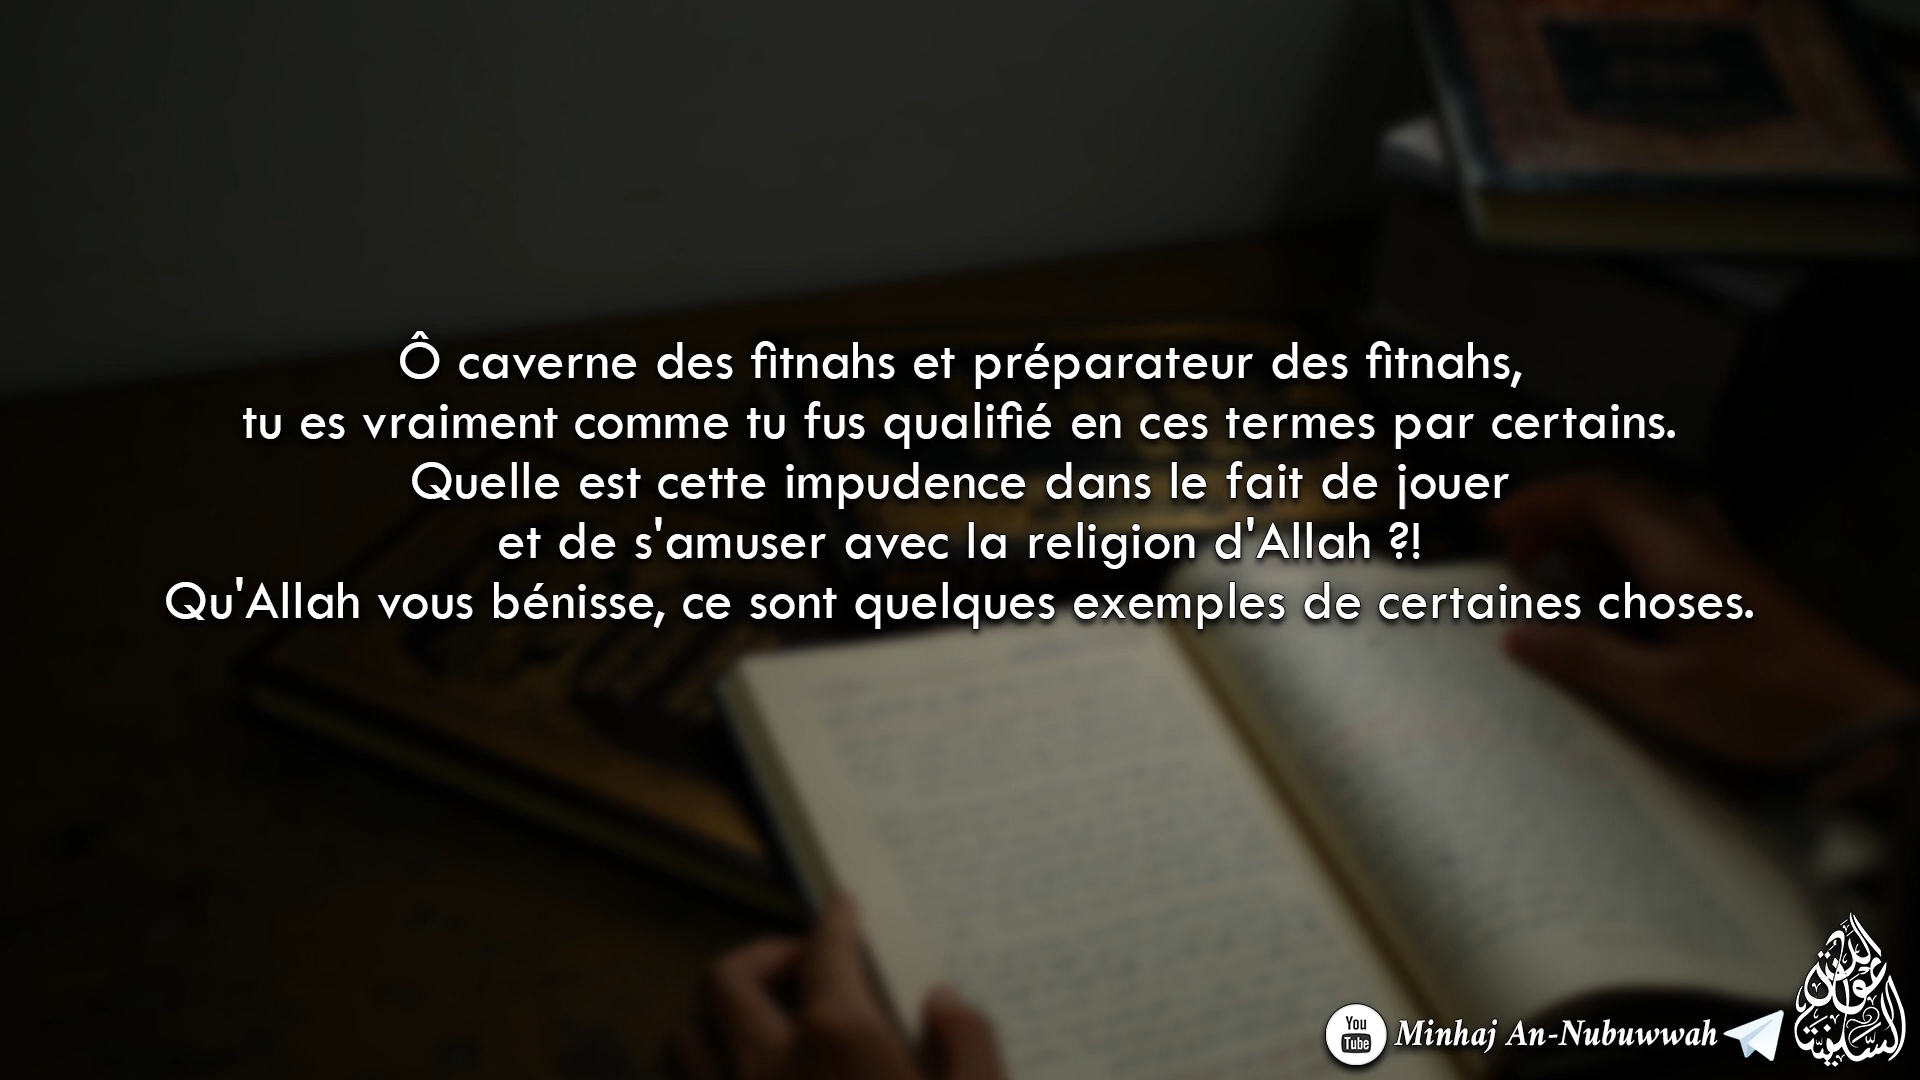 Ô caverne des fitnahs et préparateur des fitnahs,
tu es vraiment comme tu fus qualifié en ces termes par certains.
Quelle est cette impudence dans le fait de jouer
et de s'amuser avec la religion d'Allah ?!
Qu'Allah vous bénisse, ce sont quelques exemples de certaines choses.
You
Tube
Minhaj An-Nubuwwah